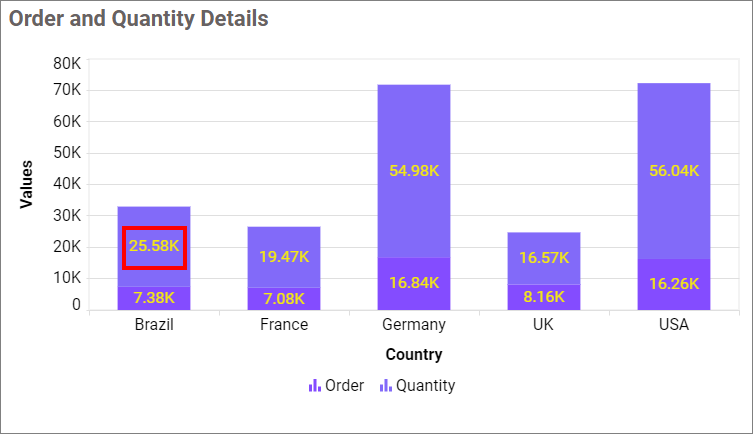 Order and Quantity Details
80K
70K
60K
50K
40K
30K
20K
10K
0
Values
25.58K
7.38K
19.47K
7.08K
54.98K
16.84K
16.57K
8.16K
56.04K
16.26K
Brazil France Germany UK USA
Country
Order Quantity